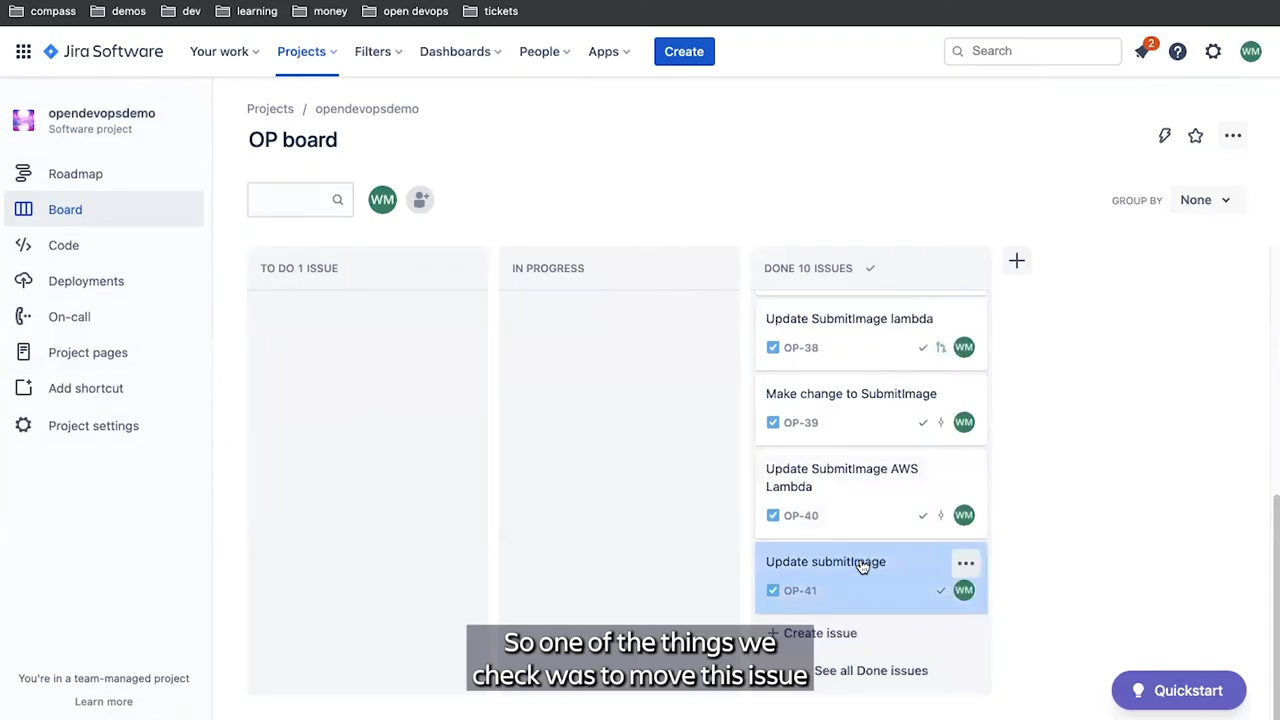 compass demos dev learning money open devops tickets
Jira Software Your work Projects Filters Dashboards People Apps Create Search 2 WM
opendevopsdemo
Software project
Roadmap
Board
Code
Deployments
On-call
Project pages
Add shortcut
Project settings
You're in a team-managed project
Learn more
Projects / opendevopsdemo
OP board
WM
GROUP BY None
TO DO 1 ISSUE
IN PROGRESS
DONE 10 ISSUES
Update SubmitImage lambda
OP-38 WM
Make change to SubmitImage
OP-39 WM
Update SubmitImage AWS
Lambda
OP-40 WM
Update submitImage
OP-41 WM
+ Create issue
See all Done issues
So one of the things we
check was to move this issue
Quickstart